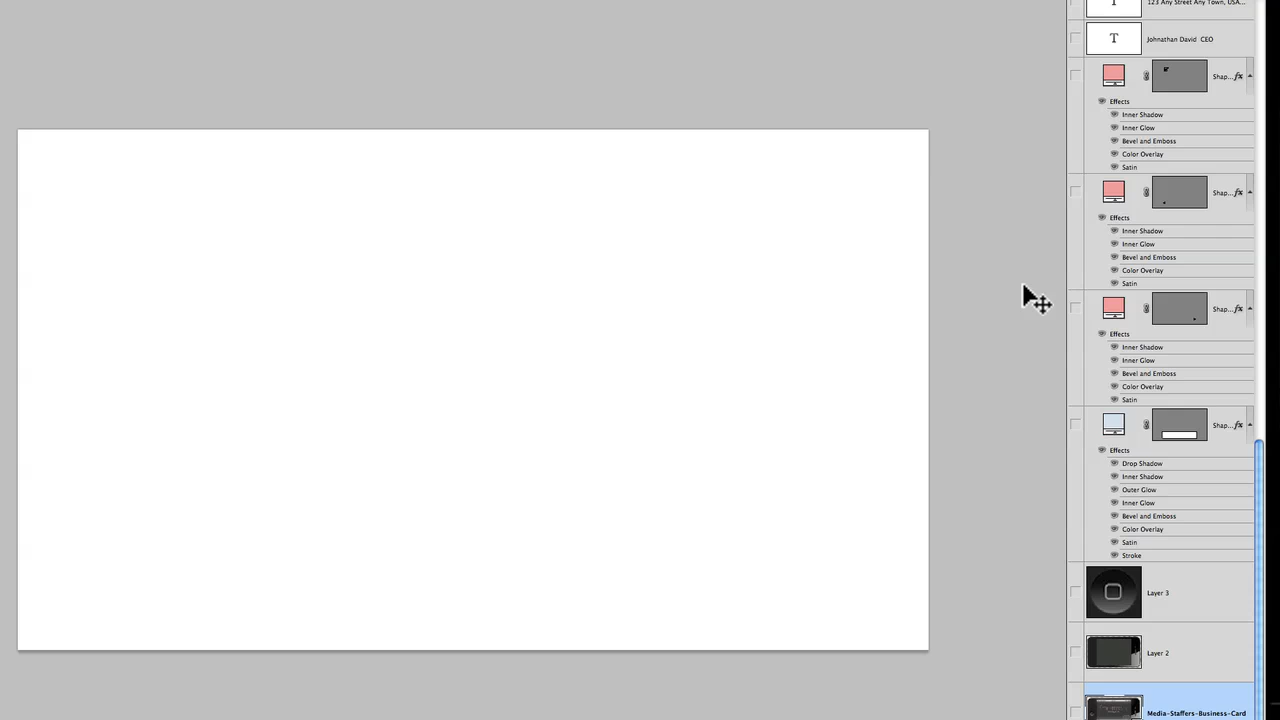 123 Any Street Any Town, USA...
T
Johnathan David  CEO
Shap... fx
Effects
Inner Shadow
Inner Glow
Bevel and Emboss
Color Overlay
Satin
Shap... fx
Effects
Inner Shadow
Inner Glow
Bevel and Emboss
Color Overlay
Satin
Shap... fx
Effects
Inner Shadow
Inner Glow
Bevel and Emboss
Color Overlay
Satin
Shap... fx
Effects
Drop Shadow
Inner Shadow
Outer Glow
Inner Glow
Bevel and Emboss
Color Overlay
Satin
Stroke
Layer 3
Layer 2
Media-Staffers-Business-Card